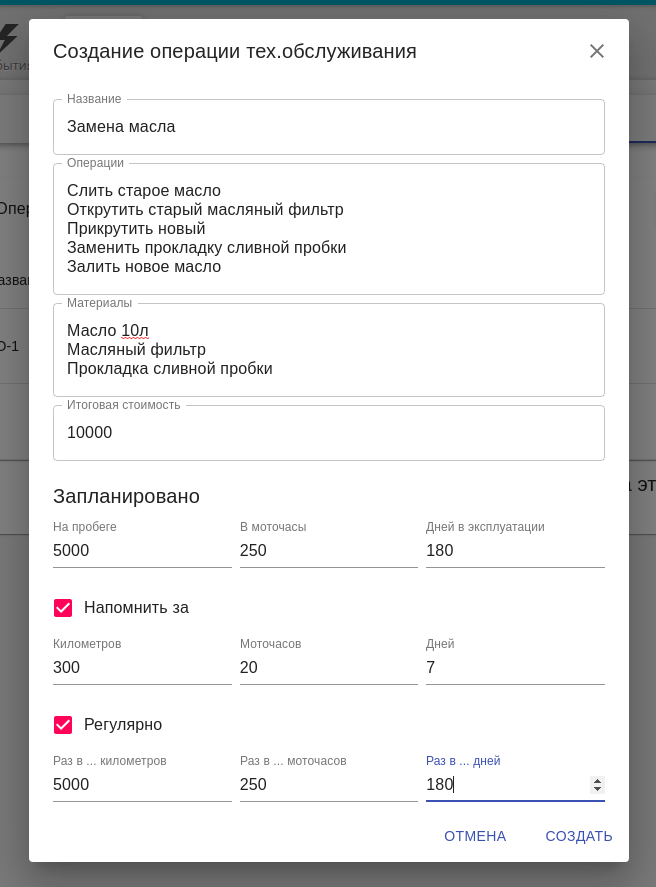 Создание операции тех.обслуживания
Название
Замена масла
Операции
Слить старое масло
Открутить старый масляный фильтр
Прикрутить новый
Заменить прокладку сливной пробки
Залить новое масло
Материалы
Масло 10л
Масляный фильтр
Прокладка сливной пробки
Итоговая стоимость
10000
Запланировано
На пробеге В моточасы Дней в эксплуатации
5000 250 180
Напомнить за
Километров Моточасов Дней
300 20 7
Регулярно
Раз в ... километров Раз в ... моточасов Раз в ... дней
5000 250 180
ОТМЕНА СОЗДАТЬ